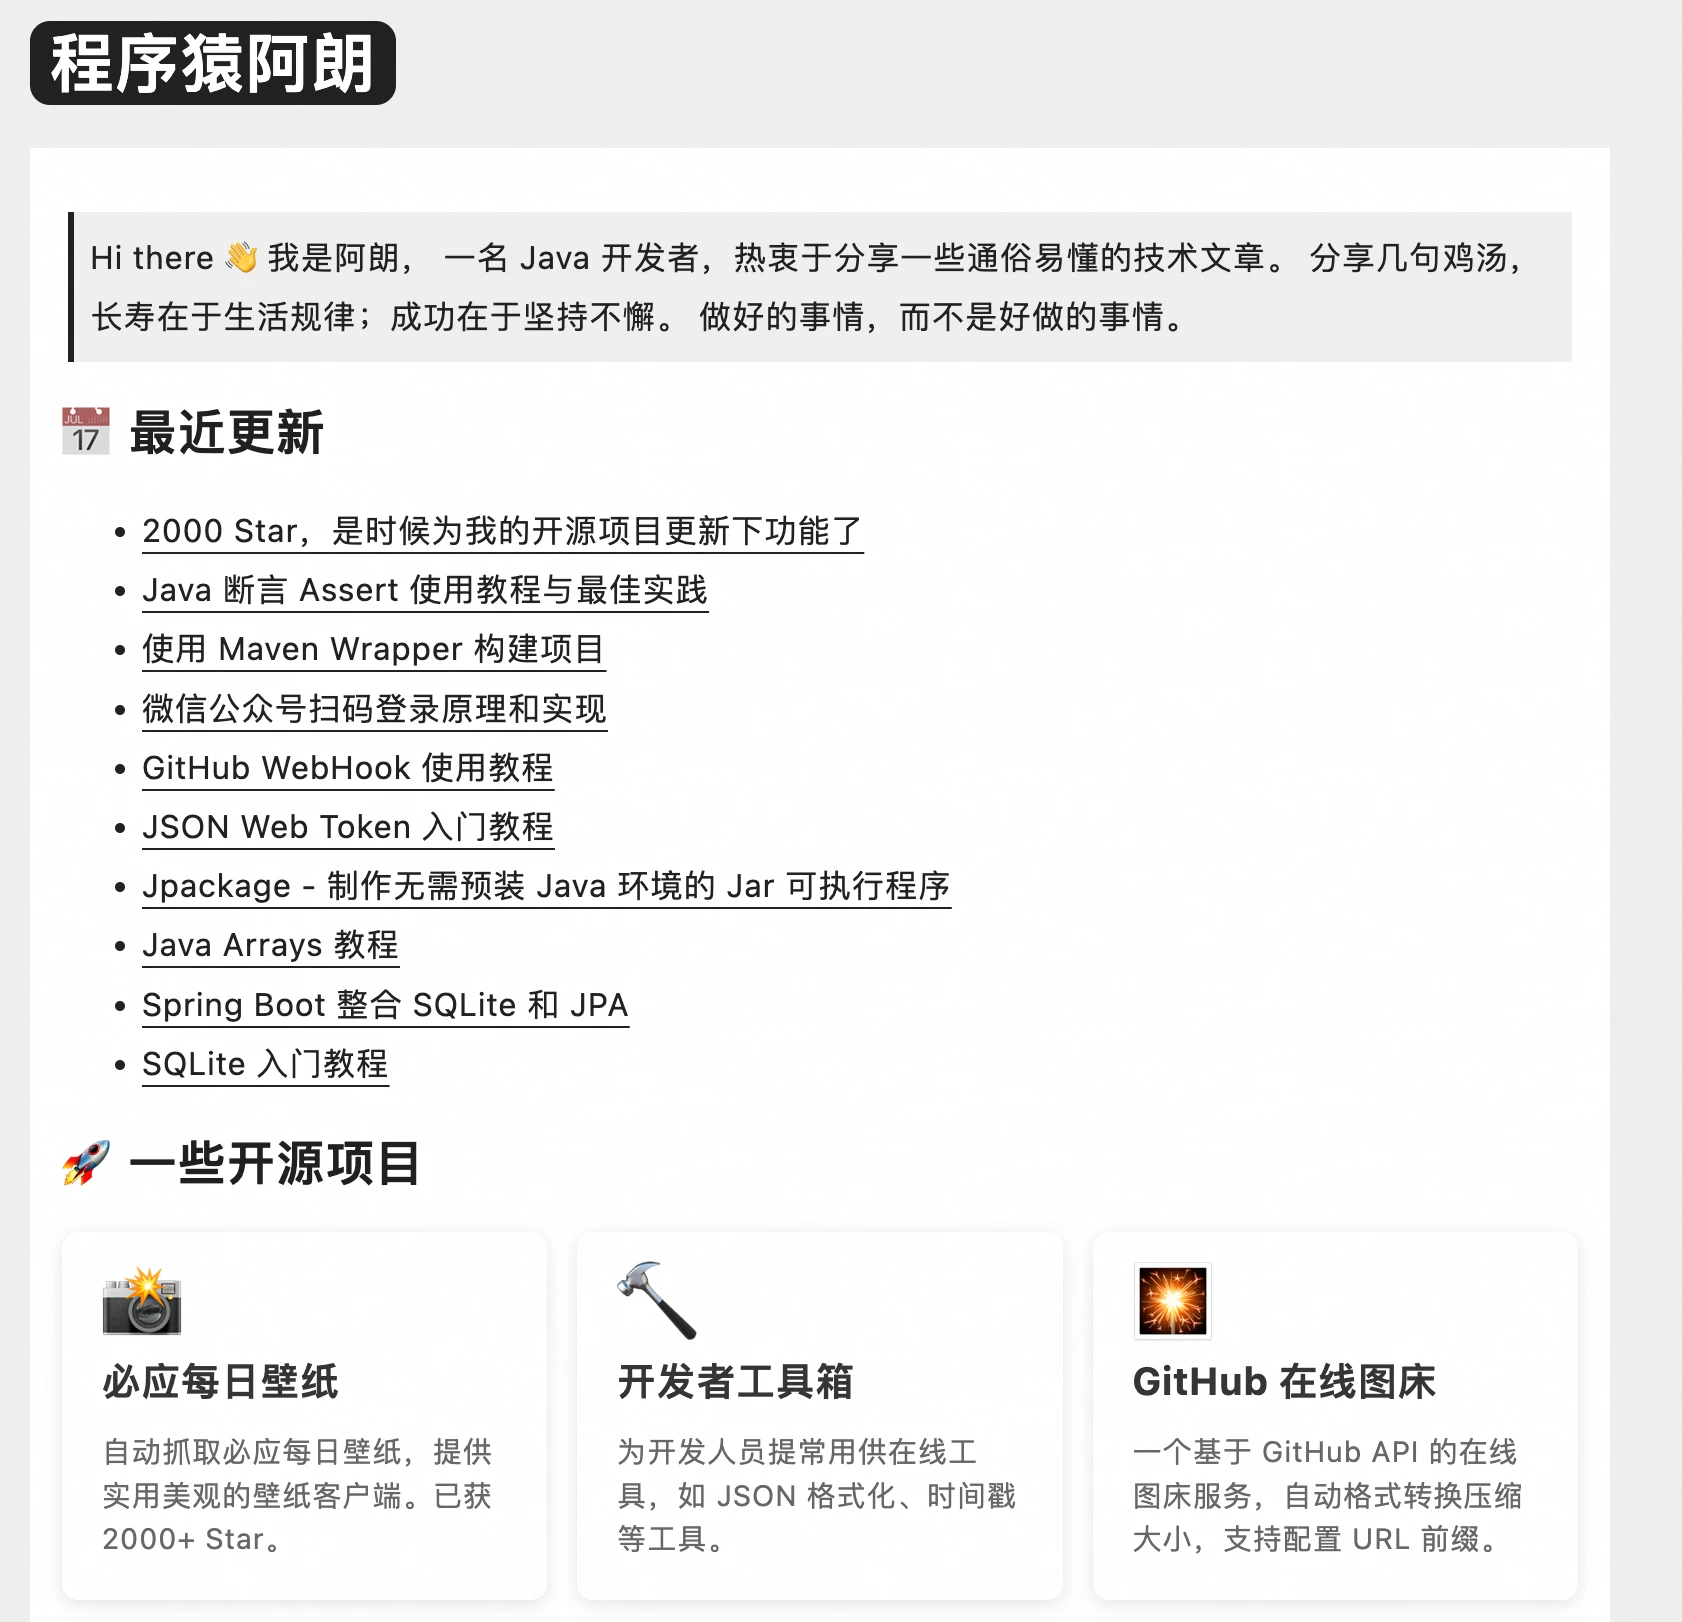 程序猿阿朗
Hi there 👋 我是阿朗， 一名 Java 开发者，热衷于分享一些通俗易懂的技术文章。 分享几句鸡汤，
长寿在于生活规律；成功在于坚持不懈。 做好的事情，而不是好做的事情。
JUL
17
最近更新
2000 Star，是时候为我的开源项目更新下功能了
Java 断言 Assert 使用教程与最佳实践
使用 Maven Wrapper 构建项目
微信公众号扫码登录原理和实现
GitHub WebHook 使用教程
JSON Web Token 入门教程
Jpackage - 制作无需预装 Java 环境的 Jar 可执行程序
Java Arrays 教程
Spring Boot 整合 SQLite 和 JPA
SQLite 入门教程
🚀 一些开源项目
必应每日壁纸
自动抓取必应每日壁纸，提供
实用美观的壁纸客户端。已获
2000+ Star。
开发者工具箱
为开发人员提常用供在线工
具，如 JSON 格式化、时间戳
等工具。
GitHub 在线图床
一个基于 GitHub API 的在线
图床服务，自动格式转换压缩
大小，支持配置 URL 前缀。